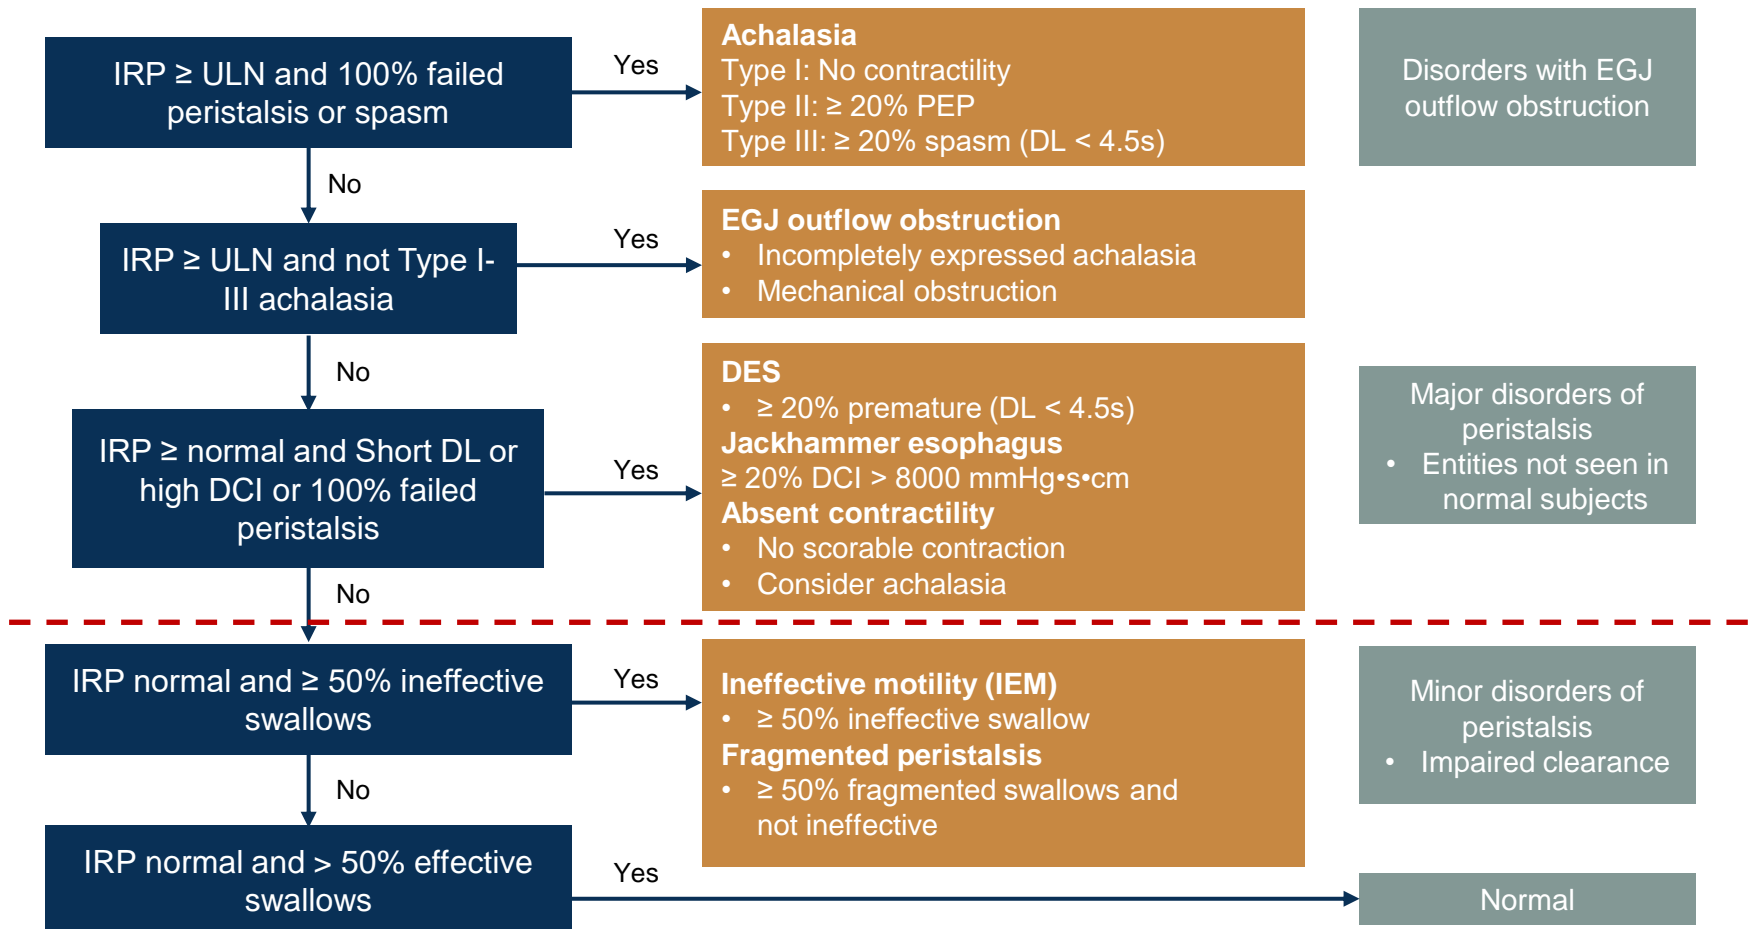 IRP ≥ ULN and 100% failed
peristalsis or spasm
Yes
Achalasia
Type I: No contractility
Type II: ≥ 20% PEP
Type III: ≥ 20% spasm (DL < 4.5s)
Disorders with EGJ
outflow obstruction
No
IRP ≥ ULN and not Type I-
III achalasia
Yes
EGJ outflow obstruction
• Incompletely expressed achalasia
• Mechanical obstruction
No
IRP ≥ normal and Short DL or
high DCI or 100% failed
peristalsis
Yes
DES
• ≥ 20% premature (DL < 4.5s)
Jackhammer esophagus
≥ 20% DCI > 8000 mmHg•s•cm
Absent contractility
• No scorable contraction
• Consider achalasia
Major disorders of
peristalsis
• Entities not seen in
normal subjects
No
IRP normal and ≥ 50% ineffective
swallows
Yes
Ineffective motility (IEM)
• ≥ 50% ineffective swallow
Fragmented peristalsis
• ≥ 50% fragmented swallows and
not ineffective
Minor disorders of
peristalsis
• Impaired clearance
No
IRP normal and > 50% effective
swallows
Yes
Normal